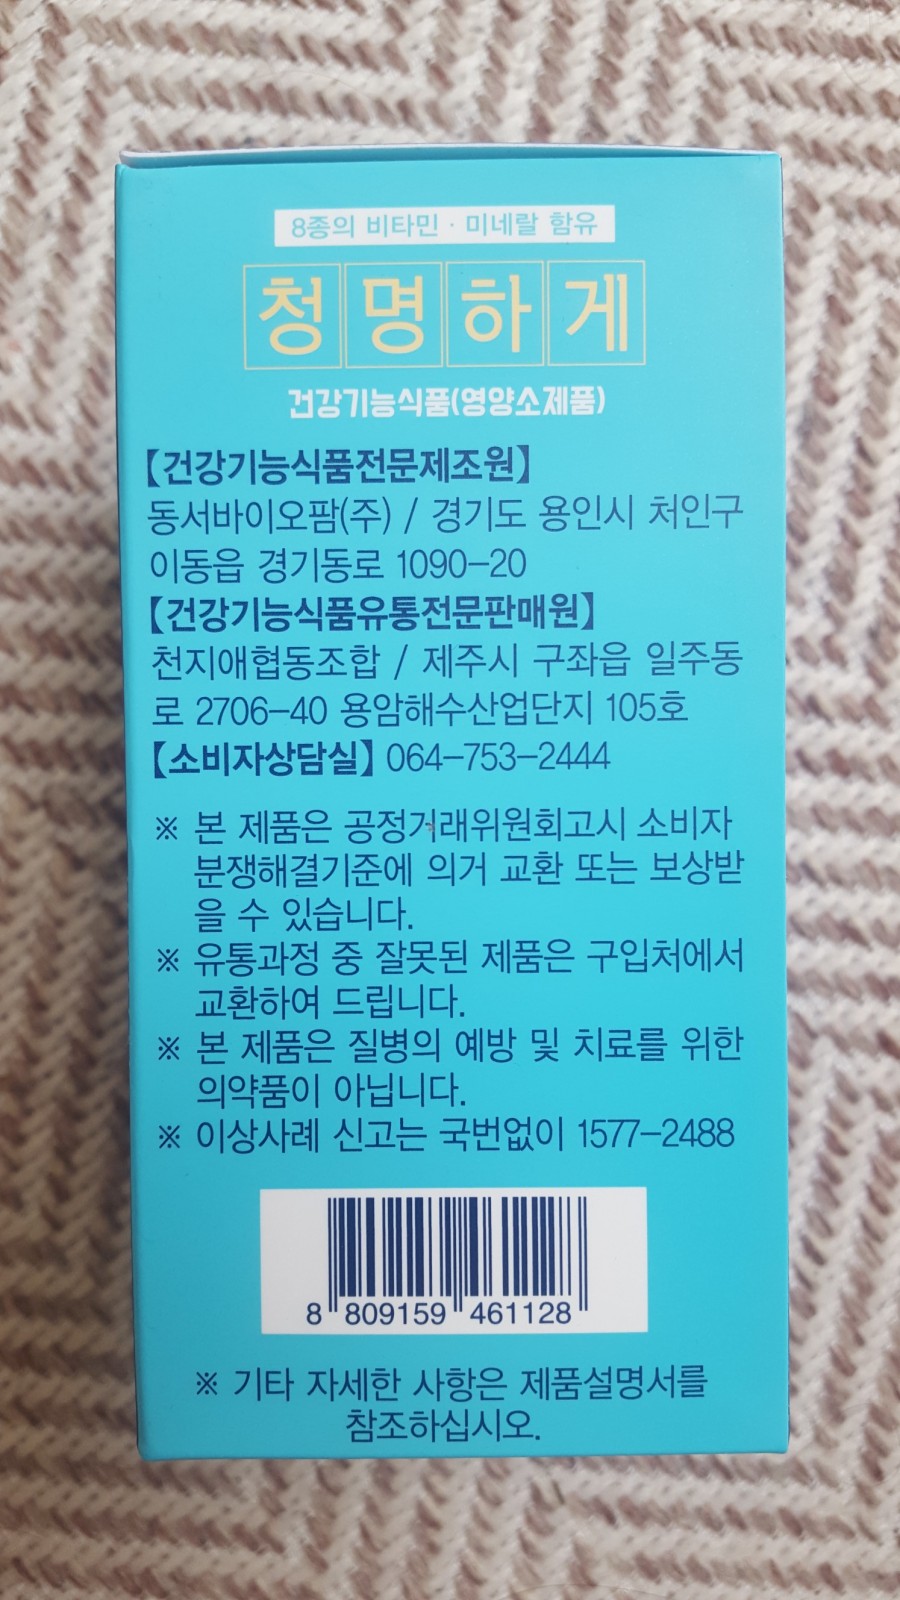 8종의 비타민 · 미네랄 함유
청명하게
건강기능식품(영양소제품)
【건강기능식품전문제조원】
동서바이오팜(주) / 경기도 용인시 처인구
이동읍 경기동로 1090-20
【건강기능식품유통전문판매원】
천지애협동조합 / 제주시 구좌읍 일주동
로 2706-40 용암해수산업단지 105호
【소비자상담실】 064-753-2444
※ 본 제품은 공정거래위원회고시 소비자
분쟁해결기준에 의거 교환 또는 보상받
을 수 있습니다.
※ 유통과정 중 잘못된 제품은 구입처에서
교환하여 드립니다.
※ 본 제품은 질병의 예방 및 치료를 위한
의약품이 아닙니다.
※ 이상사례 신고는 국번없이 1577-2488
8 809159 461128
※ 기타 자세한 사항은 제품설명서를
참조하십시오.